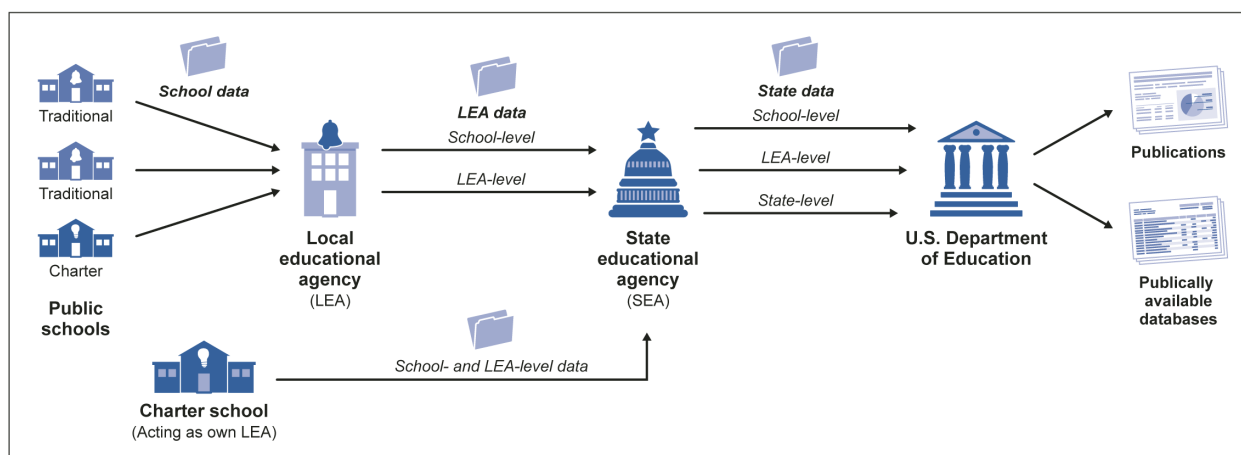 School data
LEA data
State data
Traditional
Traditional
Charter
Public
schools
School-level
LEA-level
Local
educational
agency
(LEA)
School-level
LEA-level
State-level
State
educational
agency
(SEA)
U.S. Department
of Education
Publications
Publically
available
databases
School- and LEA-level data
Charter school
(Acting as own LEA)